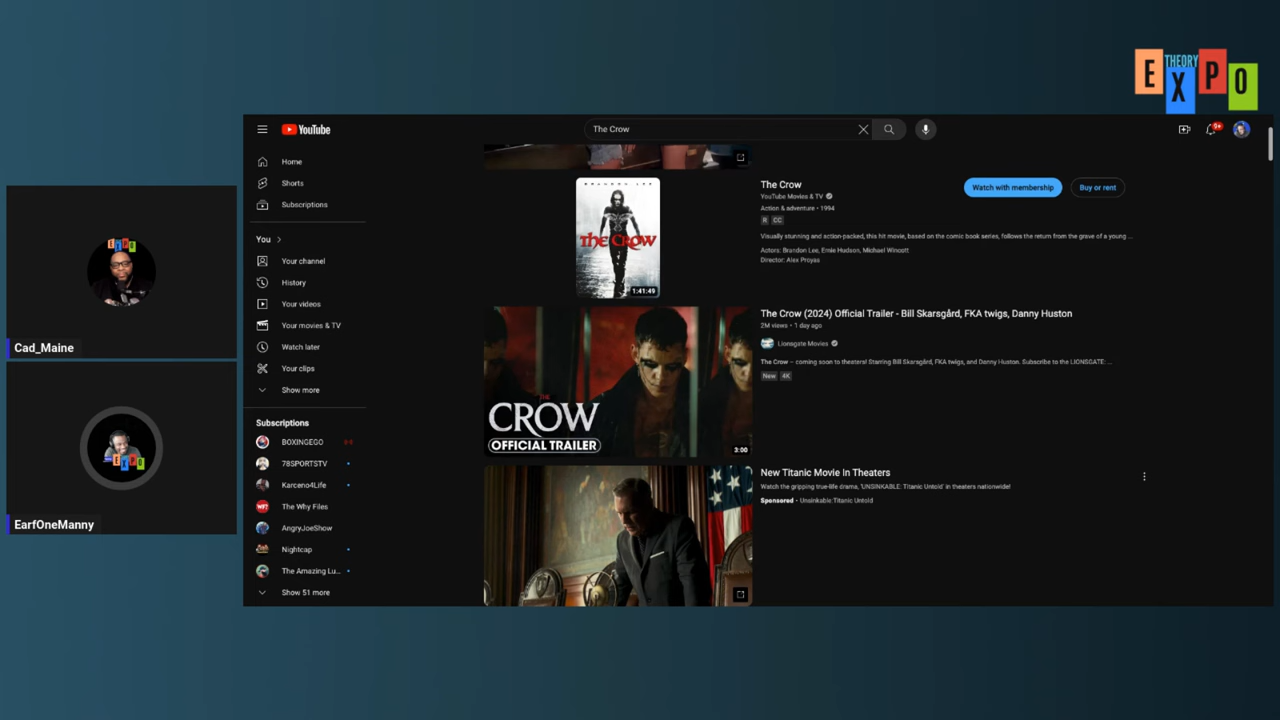 THEORY
EXPO
YouTube
The Crow
9+
Home
Shorts
Subscriptions
You
Your channel
History
Your videos
Your movies & TV
Watch later
Your clips
Show more
Subscriptions
BOXINGEGO
78SPORTSTV
Karceno4Life
The Why Files
AngryJoeShow
Nightcap
The Amazing Lu...
Show 51 more
Cad_Maine
EarfOneManny
EXPO
BRANDON LEE
THE CROW
1:41:49
The Crow
YouTube Movies & TV
Action & adventure • 1994
R CC
Watch with membership
Buy or rent
Visually stunning and action-packed, this hit movie, based on the comic book series, follows the return from the grave of a young ...
Actors: Brandon Lee, Ernie Hudson, Michael Wincott
Director: Alex Proyas
THE
CROW
OFFICIAL TRAILER
3:00
The Crow (2024) Official Trailer - Bill Skarsgård, FKA twigs, Danny Huston
2M views • 1 day ago
Lionsgate Movies
The Crow – coming soon to theaters! Starring Bill Skarsgård, FKA twigs, and Danny Huston. Subscribe to the LIONSGATE: ...
New 4K
New Titanic Movie In Theaters
Watch the gripping true-life drama, 'UNSINKABLE: Titanic Untold' in theaters nationwide!
Sponsored • Unsinkable:Titanic Untold